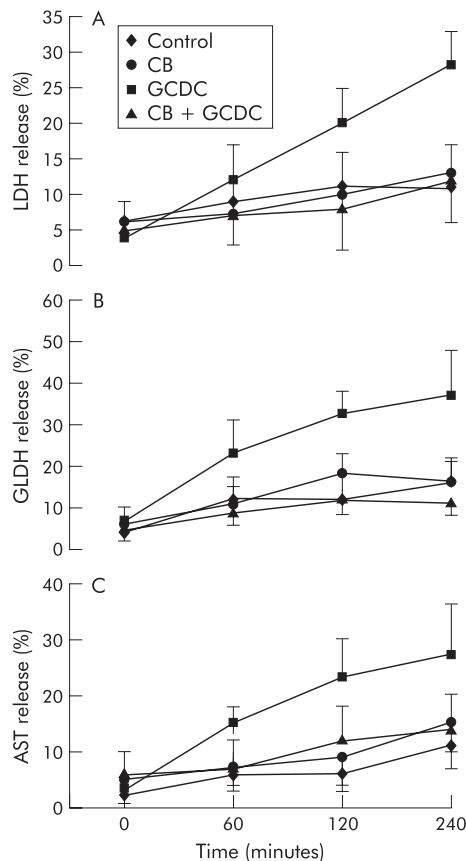 A
LDH release (%)
35
30
25
20
15
10
5
0
Control
CB
GCDC
CB + GCDC
B
GLDH release (%)
60
50
40
30
20
10
0
C
AST release (%)
40
30
20
10
0
0 60 120 240
Time (minutes)